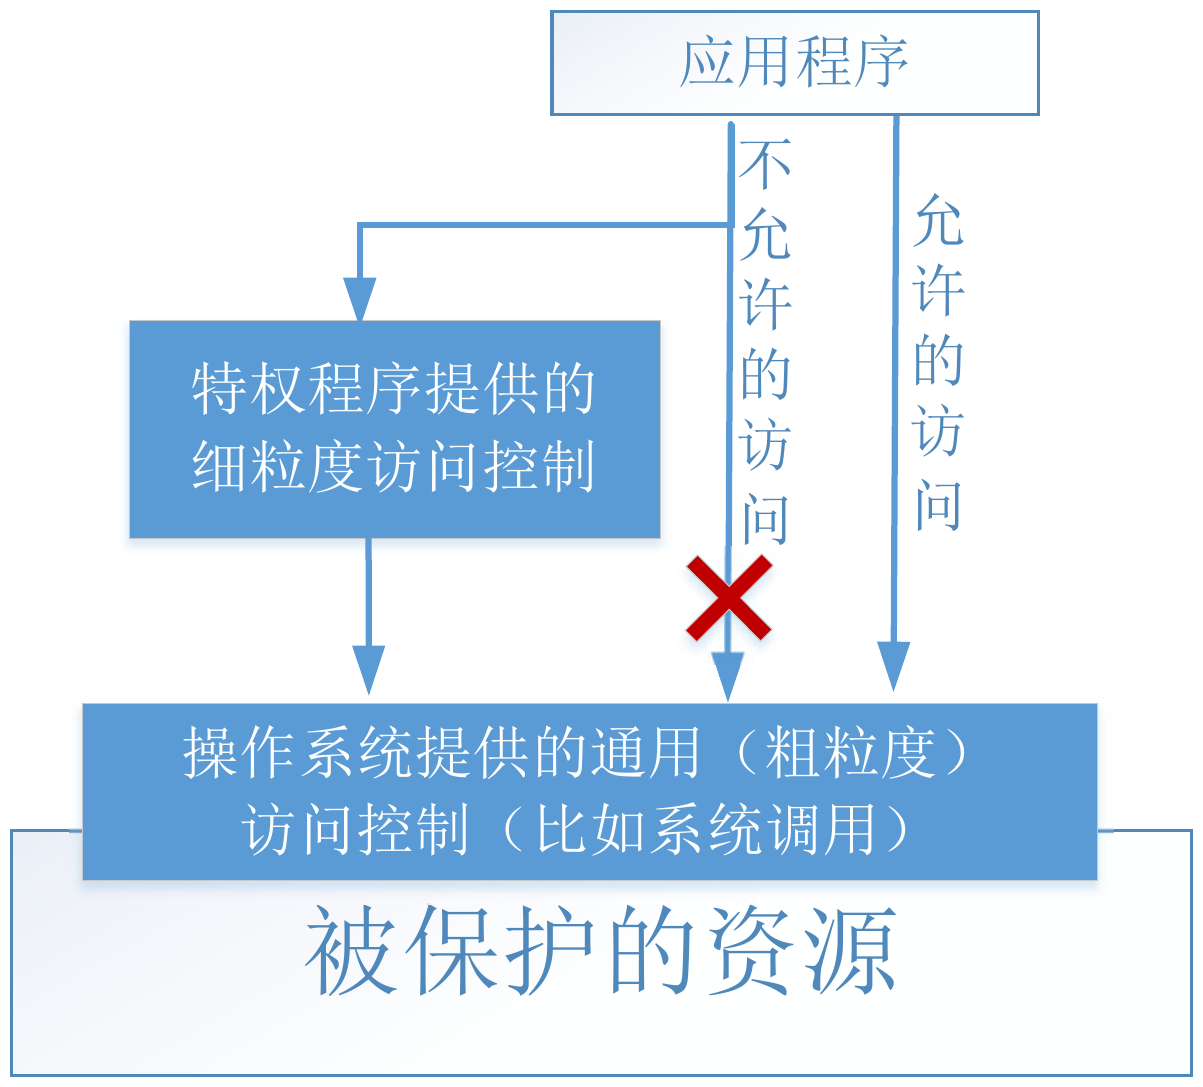 应用程序
不允许的访问
允许的访问
特权程序提供的
细粒度访问控制
操作系统提供的通用（粗粒度）
访问控制（比如系统调用）
被保护的资源